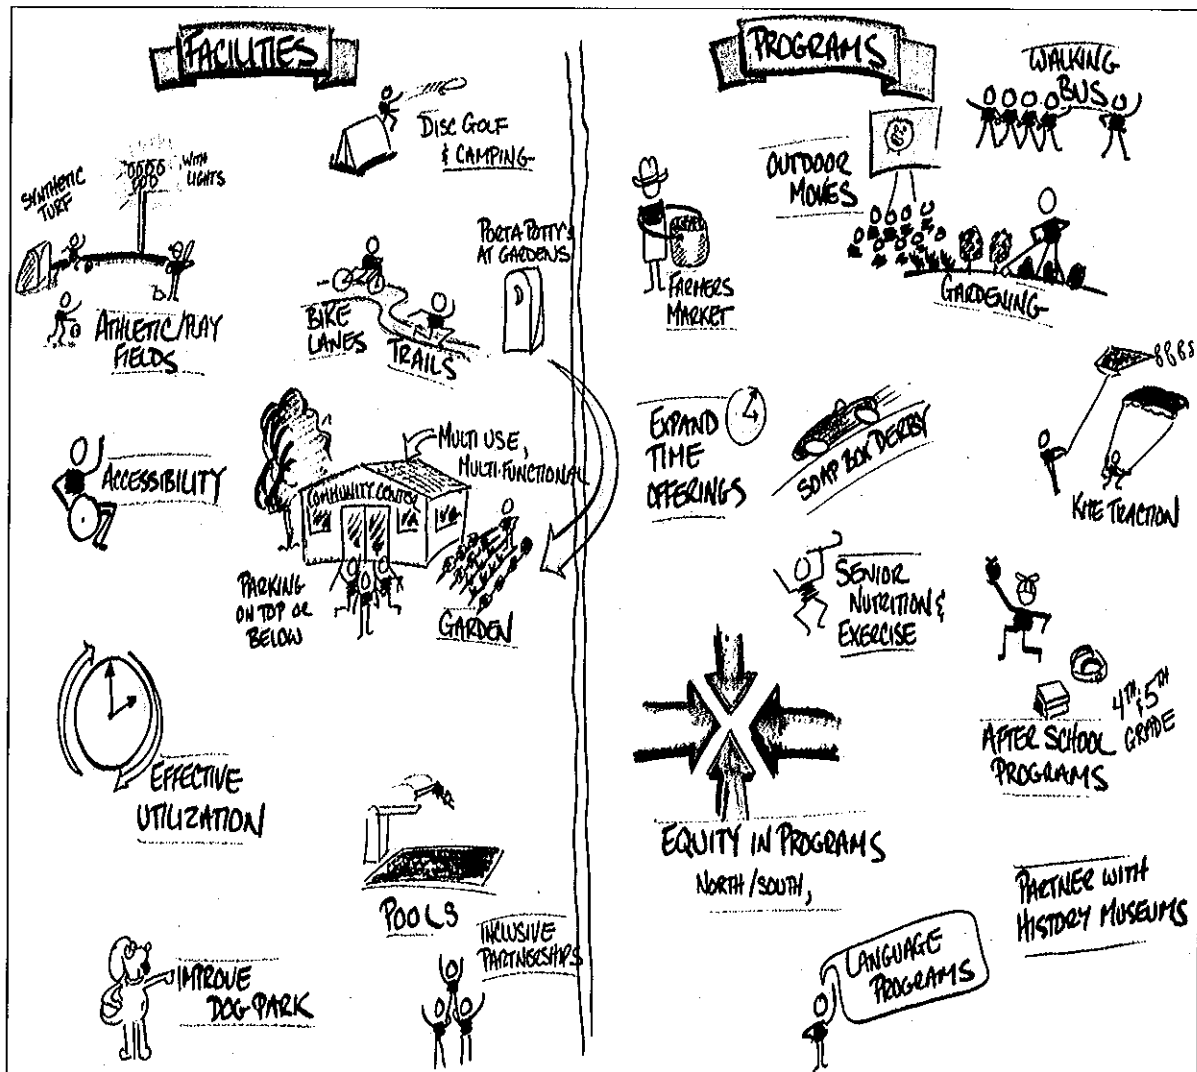 FACILITIES
DISC GOLF
& CAMPING
SYNTHETIC
TURF
WITH
LIGHTS
ATHLETIC/PLAY
FIELDS
BIKE
LANES
TRAILS
PORTA POTTY'S
AT GARDENS
ACCESSIBILITY
MULTI USE,
MULTI-FUNCTIONAL
COMMUNITY CENTER
PARKING
ON TOP OR
BELOW
GARDEN
EFFECTIVE
UTILIZATION
POOLS
IMPROVE
DOG PARK
INCLUSIVE
PARTNERSHIPS
PROGRAMS
WALKING
BUS
OUTDOOR
MOVIES
FARMERS
MARKET
GARDENING
EXPAND
TIME
OFFERINGS
SOAP BOX DERBY
KITE TRACTION
SENIOR
NUTRITION &
EXERCISE
4TH & 5TH
GRADE
AFTER SCHOOL
PROGRAMS
EQUITY IN PROGRAMS
NORTH/SOUTH,
PARTNER WITH
HISTORY MUSEUMS
LANGUAGE
PROGRAMS